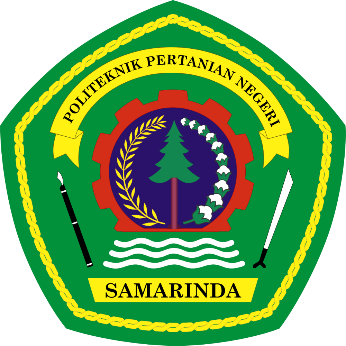 POLITEKNIK PERTANIAN NEGERI
SAMARINDA